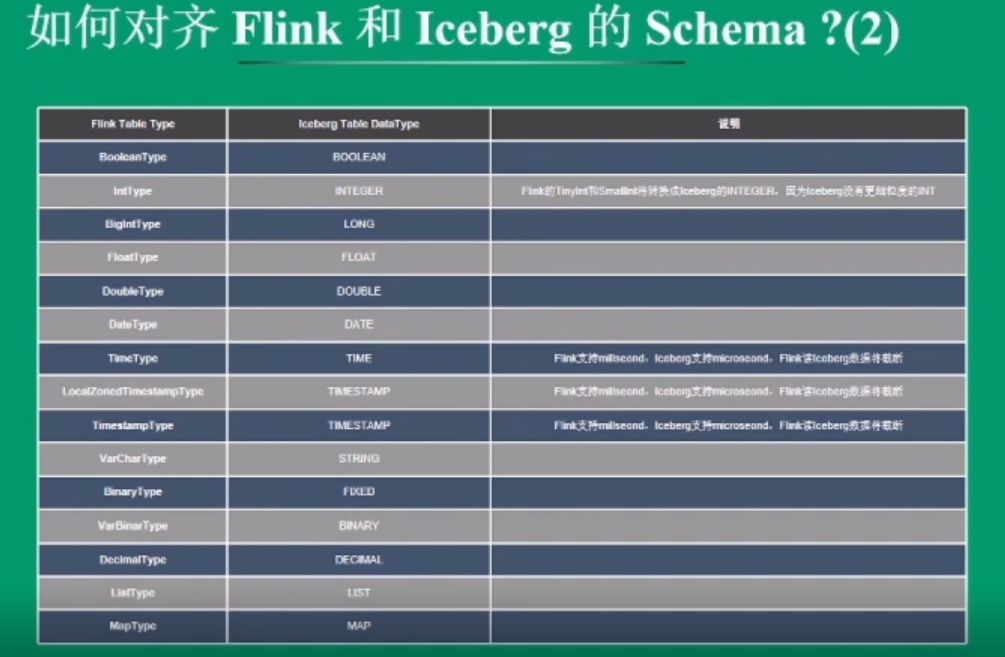 如何对齐 Flink 和 Iceberg 的 Schema ?(2)
Flink Table Type Iceberg Table DataType 说明
BooleanType BOOLEAN
IntType INTEGER Flink的TinyInt和SmallInt将转换成Iceberg的INTEGER，因为Iceberg没有更细粒度的INT
BigIntType LONG
FloatType FLOAT
DoubleType DOUBLE
DateType DATE
TimeType TIME Flink支持millseond，Iceberg支持microseond，Flink读Iceberg数据将截断
LocalZonedTimestampType TIMESTAMP Flink支持millseond，Iceberg支持microseond，Flink读Iceberg数据将截断
TimestampType TIMESTAMP Flink支持millseond，Iceberg支持microseond，Flink读Iceberg数据将截断
VarCharType STRING
BinaryType FIXED
VarBinarType BINARY
DecimalType DECIMAL
ListType LIST
MapType MAP